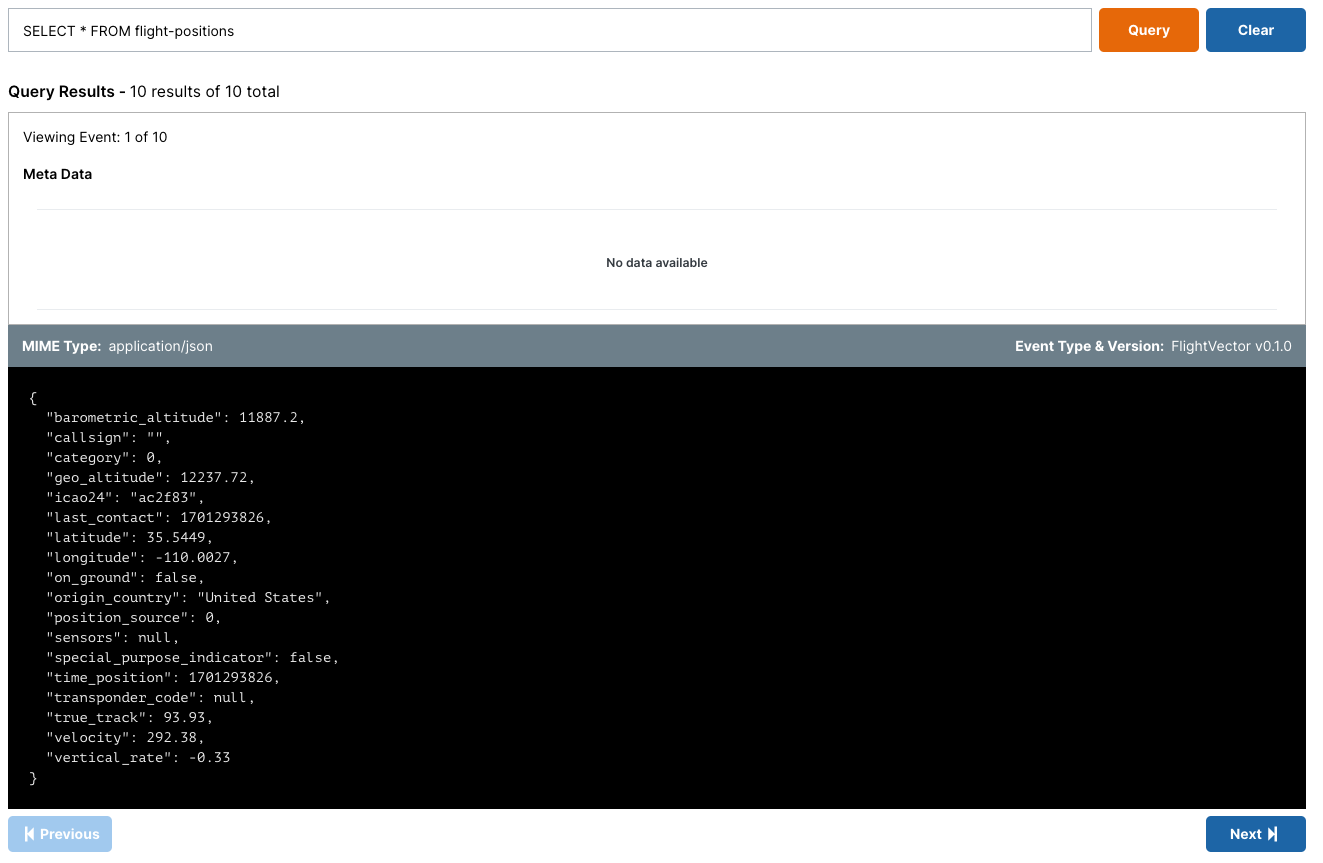 SELECT * FROM flight-positions
Query
Clear
Query Results - 10 results of 10 total
Viewing Event: 1 of 10
Meta Data
No data available
MIME Type: application/json
Event Type & Version: FlightVector v0.1.0
{
  "barometric_altitude": 11887.2,
  "callsign": "",
  "category": 0,
  "geo_altitude": 12237.72,
  "icao24": "ac2f83",
  "last_contact": 1701293826,
  "latitude": 35.5449,
  "longitude": -110.0027,
  "on_ground": false,
  "origin_country": "United States",
  "position_source": 0,
  "sensors": null,
  "special_purpose_indicator": false,
  "time_position": 1701293826,
  "transponder_code": null,
  "true_track": 93.93,
  "velocity": 292.38,
  "vertical_rate": -0.33
}
Previous
Next